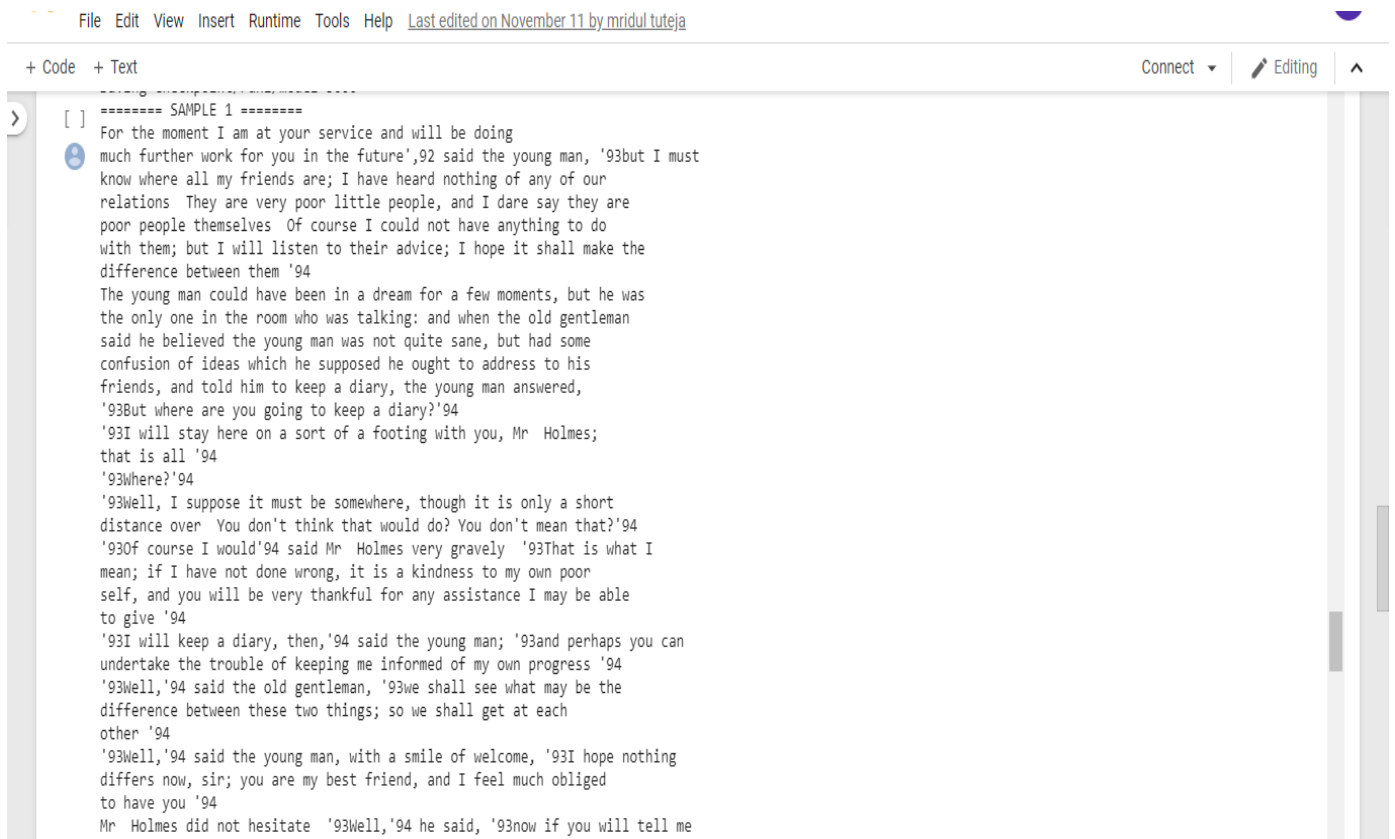 File Edit View Insert Runtime Tools Help Last edited on November 11 by mridul tuteja
+ Code + Text Connect Editing
[ ] ======== SAMPLE 1 ========
For the moment I am at your service and will be doing
much further work for you in the future',92 said the young man, '93but I must
know where all my friends are; I have heard nothing of any of our
relations  They are very poor little people, and I dare say they are
poor people themselves  Of course I could not have anything to do
with them; but I will listen to their advice; I hope it shall make the
difference between them '94
The young man could have been in a dream for a few moments, but he was
the only one in the room who was talking: and when the old gentleman
said he believed the young man was not quite sane, but had some
confusion of ideas which he supposed he ought to address to his
friends, and told him to keep a diary, the young man answered,
'93But where are you going to keep a diary?'94
'93I will stay here on a sort of a footing with you, Mr  Holmes;
that is all '94
'93Where?'94
'93Well, I suppose it must be somewhere, though it is only a short
distance over  You don't think that would do? You don't mean that?'94
'93Of course I would'94 said Mr  Holmes very gravely  '93That is what I
mean; if I have not done wrong, it is a kindness to my own poor
self, and you will be very thankful for any assistance I may be able
to give '94
'93I will keep a diary, then,'94 said the young man; '93and perhaps you can
undertake the trouble of keeping me informed of my own progress '94
'93Well,'94 said the old gentleman, '93we shall see what may be the
difference between these two things; so we shall get at each
other '94
'93Well,'94 said the young man, with a smile of welcome, '93I hope nothing
differs now, sir; you are my best friend, and I feel much obliged
to have you '94
Mr  Holmes did not hesitate  '93Well,'94 he said, '93now if you will tell me